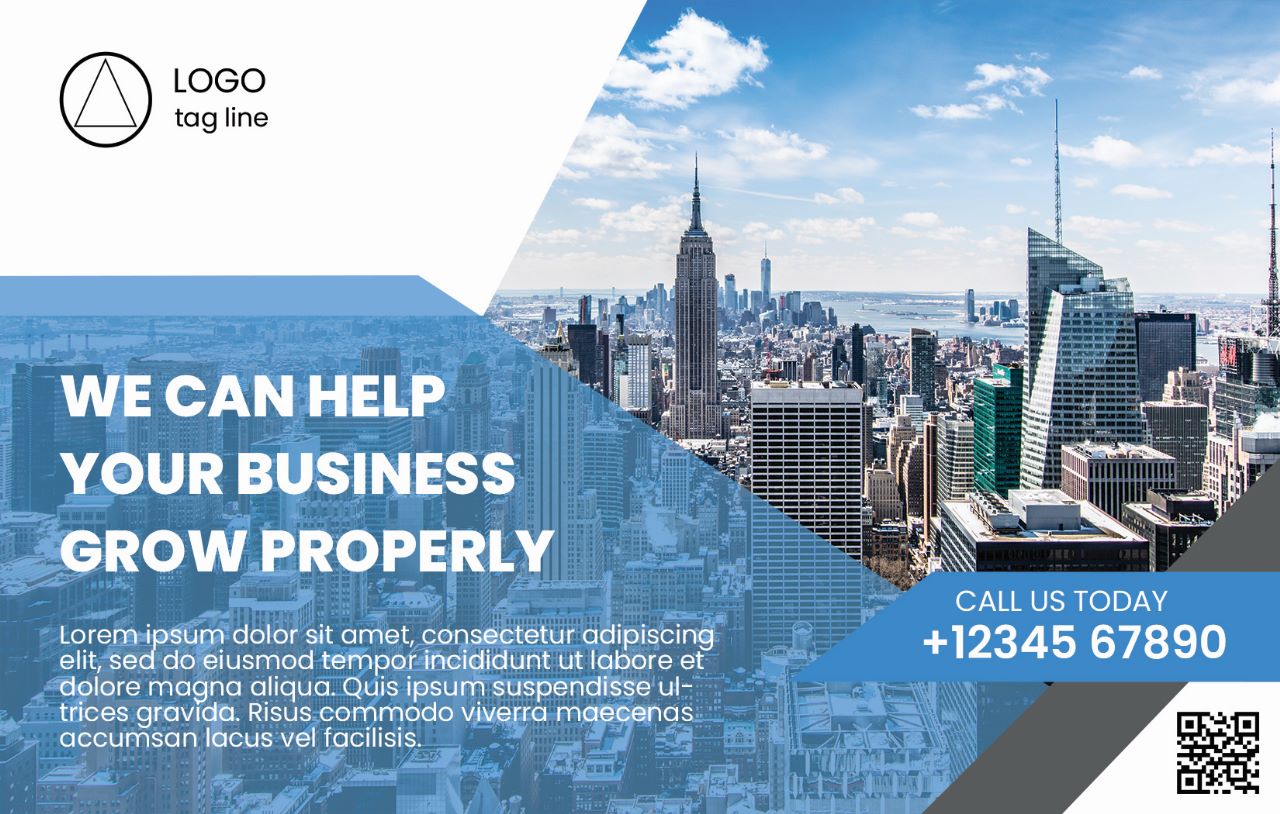 LOGO
tag line
WE CAN HELP
YOUR BUSINESS
GROW PROPERLY
Lorem ipsum dolor sit amet, consectetur adipiscing
elit, sed do eiusmod tempor incididunt ut labore et
dolore magna aliqua. Quis ipsum suspendisse ul-
trices gravida. Risus commodo viverra maecenas
accumsan lacus vel facilisis.
CALL US TODAY
+12345 67890